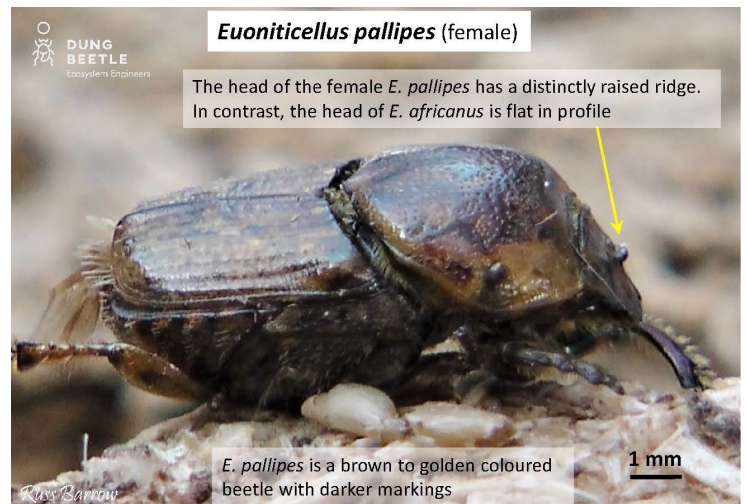 DUNG
BEETLE
Ecosystem Engineers
Euoniticellus pallipes (female)
The head of the female E. pallipes has a distinctly raised ridge.
In contrast, the head of E. africanus is flat in profile
E. pallipes is a brown to golden coloured
beetle with darker markings
1 mm
Russ Barrow